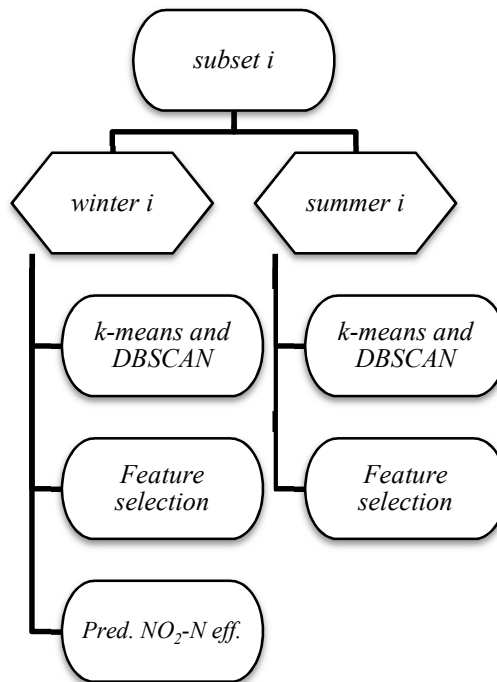 subset i
winter i
summer i
k-means and
DBSCAN
k-means and
DBSCAN
Feature
selection
Feature
selection
Pred. NO₂-N eff.